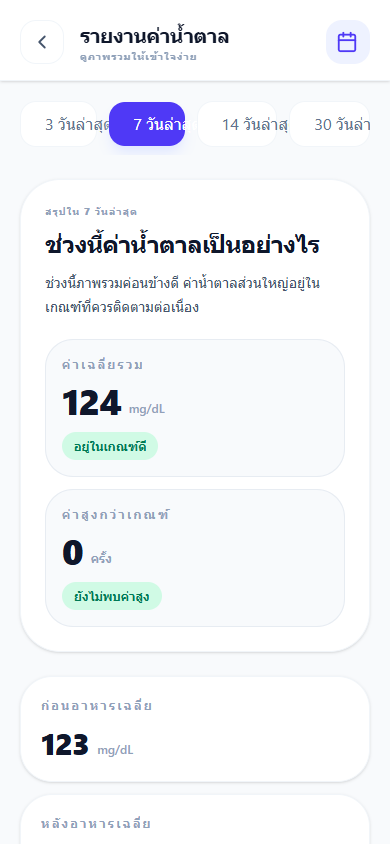 รายงานค่าน้ำตาล
ดูภาพรวมให้เข้าใจง่าย
3 วันล่าสุด
7 วันล่าส
14 วันล่าสุ
30 วันล่า
สรุปใน 7 วันล่าสุด
ช่วงนี้ค่าน้ำตาลเป็นอย่างไร
ช่วงนี้ภาพรวมค่อนข้างดี ค่าน้ำตาลส่วนใหญ่อยู่ใน
เกณฑ์ที่ควรติดตามต่อเนื่อง
ค่าเฉลี่ยรวม
124 mg/dL
อยู่ในเกณฑ์ดี
ค่าสูงกว่าเกณฑ์
0 ครั้ง
ยังไม่พบค่าสูง
ก่อนอาหารเฉลี่ย
123 mg/dL
หลังอาหารเฉลี่ย